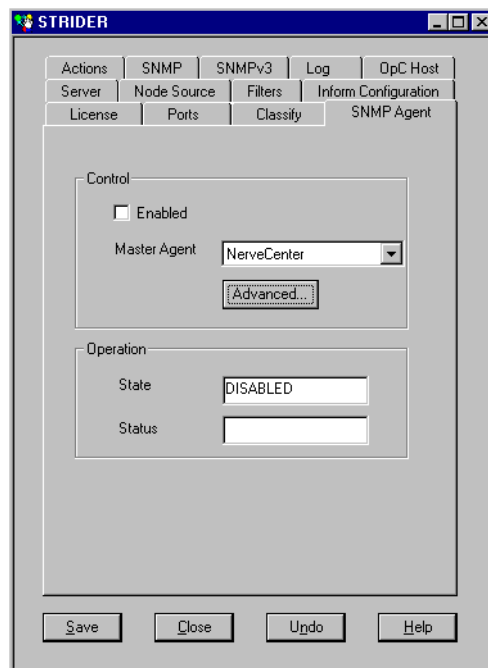 STRIDER
Actions SNMP SNMPv3 Log OpC Host
Server Node Source Filters Inform Configuration
License Ports Classify SNMP Agent
Control
Enabled
Master Agent NerveCenter
Advanced...
Operation
State DISABLED
Status
Save Close Undo Help